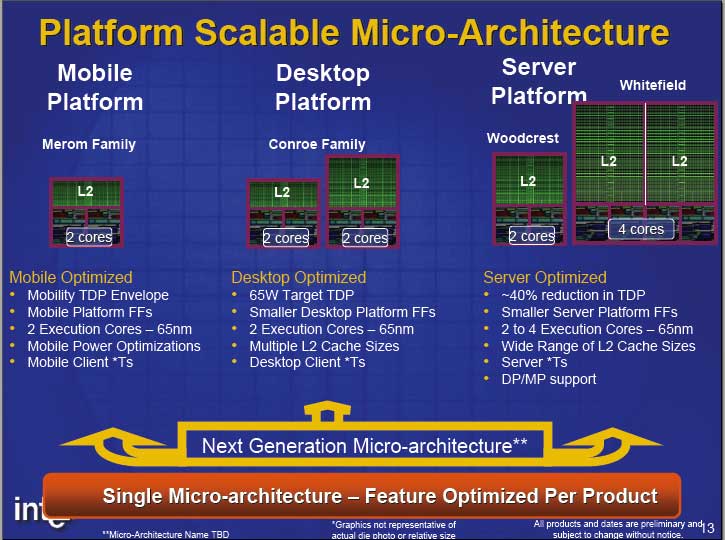 Platform Scalable Micro-Architecture
Mobile
Platform
Merom Family
L2
2 cores
Desktop
Platform
Conroe Family
L2
L2
2 cores
2 cores
Server
Platform
Whitefield
Woodcrest
L2
L2
L2
2 cores
4 cores
Mobile Optimized
• Mobility TDP Envelope
• Mobile Platform FFs
• 2 Execution Cores – 65nm
• Mobile Power Optimizations
• Mobile Client *Ts
Desktop Optimized
• 65W Target TDP
• Smaller Desktop Platform FFs
• 2 Execution Cores – 65nm
• Multiple L2 Cache Sizes
• Desktop Client *Ts
Server Optimized
• ~40% reduction in TDP
• Smaller Server Platform FFs
• 2 to 4 Execution Cores – 65nm
• Wide Range of L2 Cache Sizes
• Server *Ts
• DP/MP support
Next Generation Micro-architecture**
Single Micro-architecture – Feature Optimized Per Product
**Micro-Architecture Name TBD
*Graphics not representative of
actual die photo or relative size
All products and dates are preliminary and
subject to change without notice.
13